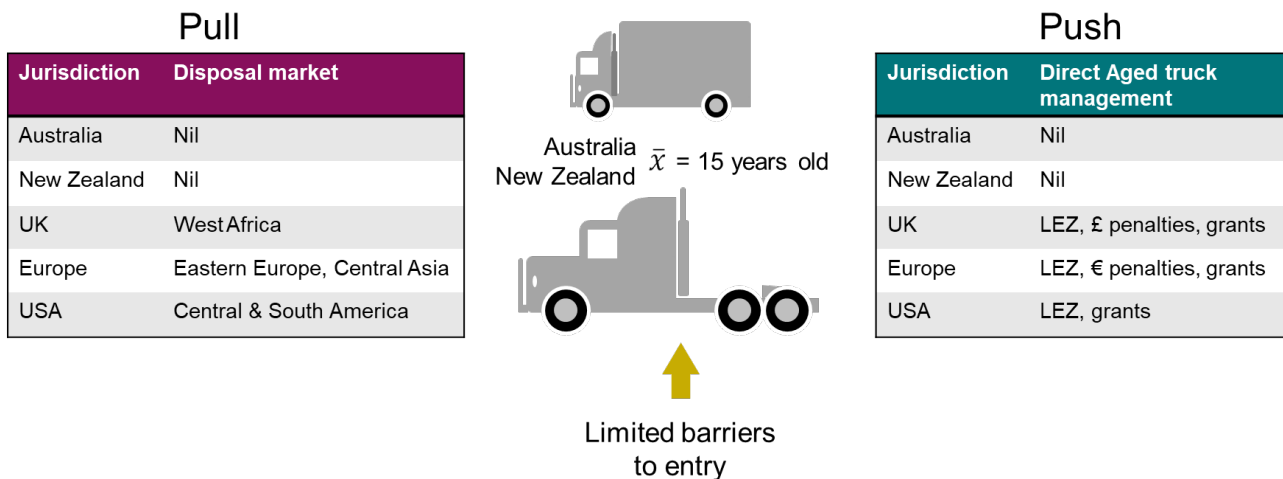 Pull
Jurisdiction Disposal market
Australia Nil
New Zealand Nil
UK West Africa
Europe Eastern Europe, Central Asia
USA Central & South America
Australia
New Zealand
x̄ = 15 years old
Limited barriers
to entry
Push
Jurisdiction Direct Aged truck
management
Australia Nil
New Zealand Nil
UK LEZ, £ penalties, grants
Europe LEZ, € penalties, grants
USA LEZ, grants